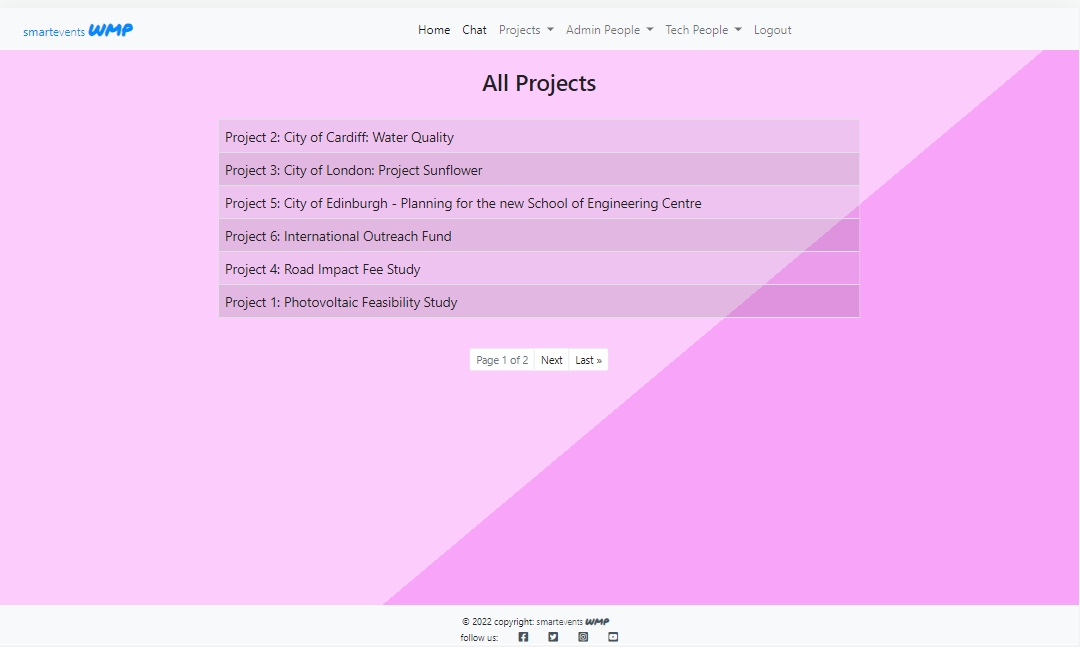 smartevents WMP
Home Chat Projects Admin People Tech People Logout
All Projects
Project 2: City of Cardiff: Water Quality
Project 3: City of London: Project Sunflower
Project 5: City of Edinburgh - Planning for the new School of Engineering Centre
Project 6: International Outreach Fund
Project 4: Road Impact Fee Study
Project 1: Photovoltaic Feasibility Study
Page 1 of 2 Next Last »
© 2022 copyright: smartevents WMP
follow us: